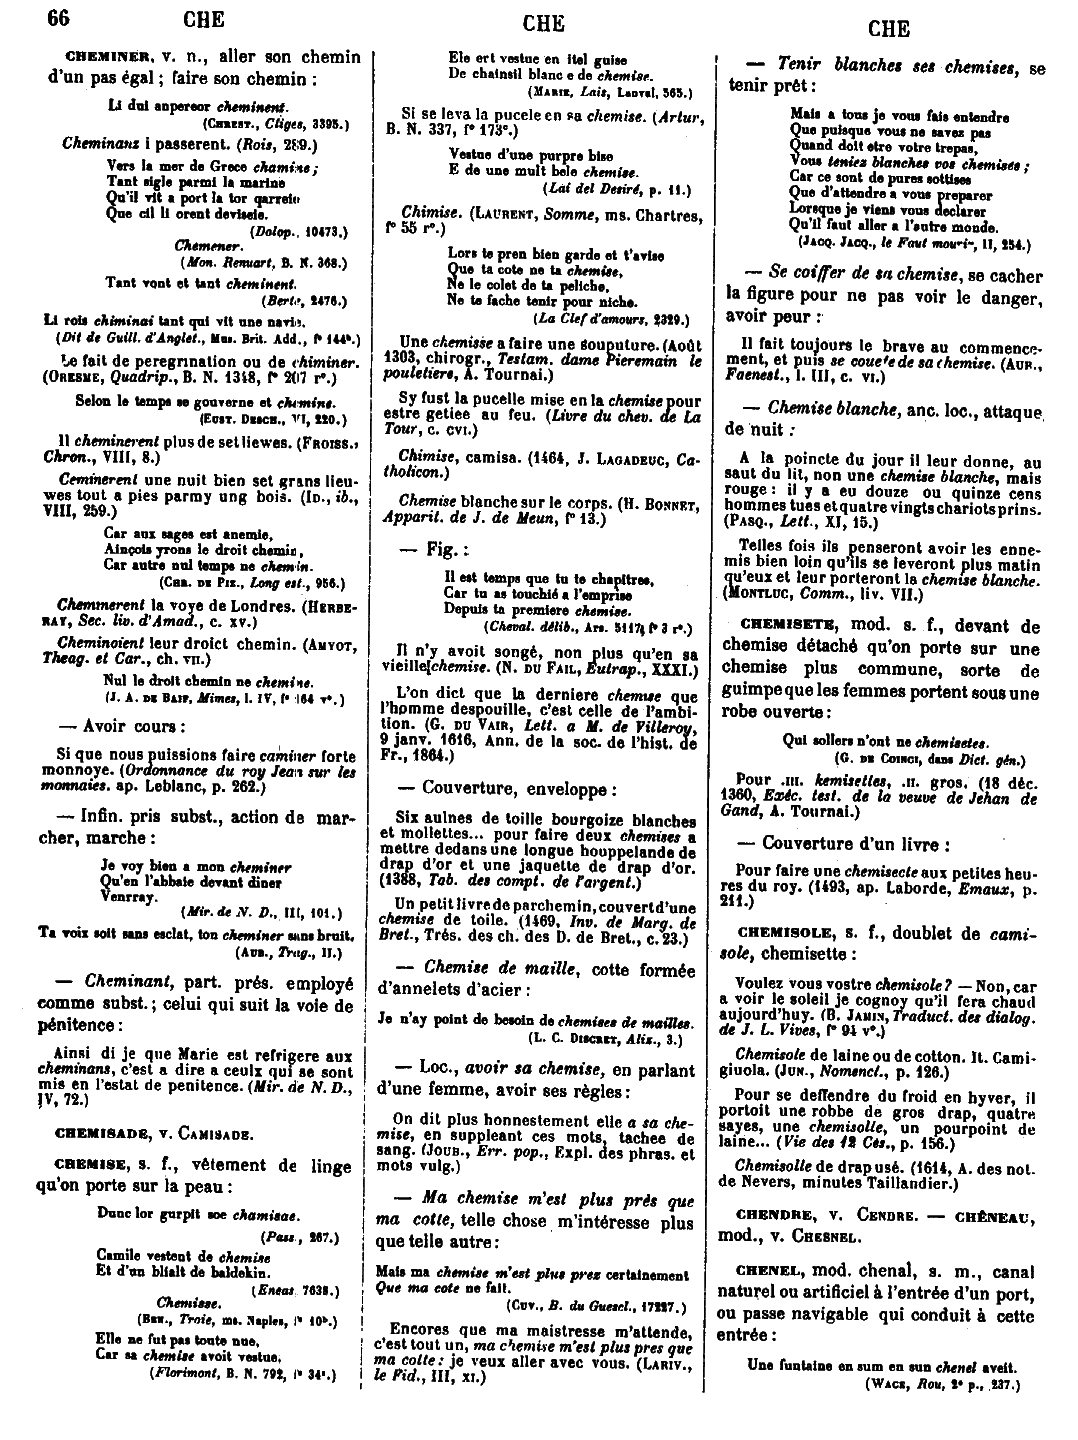 66 CHE CHE CHE
CHEMINER, v. n., aller son chemin
d'un pas égal ; faire son chemin :
Li dui anpereor cheminent.
(CHREST., Cliges, 3395.)
Cheminanz i passerent. (Rois, 289.)
Vers la mer de Grece chamine ;
Tant sigle parmi la marine
Qu'il vit a port la tor qarreie
Que cil li orent devisele.
(Dolop., 10473.)
Chemener.
(Mon. Renuart, B. N. 368.)
Tant vont et tant cheminent.
(Berte, 2476.)
Li rois chiminai tant qui vit une navie.
(Dit de Guill. d'Anglet., Mus. Brit. Add., f° 144b.)
Le fait de peregrination ou de chiminer.
(ORESME, Quadrip., B. N. 1348, f° 207 r°.)
Selon le temps se gouverne et chemine.
(EUST. DESCH., VI, 220.)
Il cheminerent plus de set liewes. (FROISS.,
Chron., VIII, 8.)
Ceminerent une nuit bien set grans lieu-
wes tout a pies parmy ung bois. (ID., ib.,
VIII, 259.)
Car aux sages est anemie,
Ainçois yrons le droit chemin,
Car autre nul temps ne chemin.
(CHR. DE PIZ., Long est., 956.)
Chemmerent la voye de Londres. (HERBE-
RAY, Sec. liv. d'Amad., c. XV.)
Cheminoient leur droict chemin. (AMYOT,
Theag. et Car., ch. VII.)
Nul le droit chemin ne chemine.
(J. A. DE BAIF, Mimes, l. IV, f° 164 v°.)
— Avoir cours :
Si que nous puissions faire caminer forte
monnoye. (Ordonnance du roy Jean sur les
monnaies. ap. Leblanc, p. 262.)
— Infin. pris subst., action de mar-
cher, marche :
Je voy bien a mon cheminer
Qu'en l'abbaie devant diner
Venrray.
(Mir. de N. D., III, 101.)
Ta voix soit sans esclat, ton cheminer sans bruit.
(AUB., Trag., II.)
— Cheminant, part. prés. employé
comme subst. ; celui qui suit la voie de
pénitence :
Ainsi di je que Marie est refrigere aux
cheminans, c'est a dire a ceulx qui se sont
mis en l'estat de penitence. (Mir. de N. D.,
IV, 72.)
CHEMISADE, v. CAMISADE.
CHEMISE, s. f., vêtement de linge
qu'on porte sur la peau :
Dunc lor gurpit soe chamisae.
(Pass., 267.)
Camile vestent de chemise
Et d'un blialt de baldekin.
(Eneas 7638.)
Chemisse.
(BEN., Troie, ms. Naples, f° 10b.)
Elle ne fut pas toute nue,
Car sa chemise avoit vestue,
(Florimont, B. N. 792, f° 34a.)
Ele ert vestue en itel guise
De chainsil blanc e de chemise.
(MARIE, Lais, Lanval, 565.)
Si se leva la pucele en sa chemise. (Artur,
B. N. 337, f° 173c.)
Vestue d'une purpre bise
E de une mult bele chemise.
(Lai del Desiré, p. 11.)
Chimise. (LAURENT, Somme, ms. Chartres,
f° 55 r°.)
Lors te pren bien garde et t'avise
Que ta cote ne ta chemise,
Ne le colet de ta peliche,
Ne te fache tenir pour niche.
(La Clef d'amours, 2329.)
Une chemisse a faire une souputure. (Août
1303, chirogr., Testam. dame Pieremain le
pouletiere, A. Tournai.)
Sy fust la pucelle mise en la chemise pour
estre getiee au feu. (Livre du chev. de La
Tour, c. CVI.)
Chimise, camisa. (1464, J. LAGADEUC, Ca-
tholicon.)
Chemise blanche sur le corps. (H. BONNET,
Apparit. de J. de Meun, f° 13.)
— Fig. :
Il est temps que tu te chapitres,
Car tu as touchié a l'emprise
Depuis ta premiere chemise.
(Cheval. délib., Ars. 5117, f° 3 r°.)
Il n'y avoit songé, non plus qu'en sa
vieille chemise. (N. DU FAIL, Eutrap., XXXI.)
L'on dict que la derniere chemise que
l'homme despouille, c'est celle de l'ambi-
tion. (G. DU VAIR, Lett. a M. de Villeroy,
9 janv. 1616, Ann. de la soc. de l'hist. de
Fr., 1864.)
— Couverture, enveloppe :
Six aulnes de toille bourgoize blanches
et mollettes... pour faire deux chemises a
mettre dedans une longue houppelande de
drap d'or et une jaquette de drap d'or.
(1388, Tab. des compt. de l'argent.)
Un petit livre de parchemin, couvert d'une
chemise de toile. (1469, Inv. de Marg. de
Bret., Trés. des ch. des D. de Bret., c. 23.)
— Chemise de maille, cotte formée
d'annelets d'acier :
Je n'ay point de besoin de chemises de mailles.
(L. C. DISCRET, Aliz., 3.)
— Loc., avoir sa chemise, en parlant
d'une femme, avoir ses règles :
On dit plus honnestement elle a sa che-
mise, en suppleant ces mots, tachee de
sang. (JOUB., Err. pop., Expl. des phras. et
mots vulg.)
— Ma chemise m'est plus près que
ma cotte, telle chose m'intéresse plus
que telle autre :
Mais ma chemise m'est plus prez certainement
Que ma cote ne fait.
(CUV., B. du Guescl., 17227.)
Encores que ma maistresse m'attende,
c'est tout un, ma chemise m'est plus pres que
ma cotte : je veux aller avec vous. (LARIV.,
le Fid., III, XI.)
— Tenir blanches ses chemises, se
tenir prêt :
Mais a tous je vous fais entendre
Que puisque vous ne savez pas
Quand doit etre votre trepas,
Vous teniez blanches vos chemises ;
Car ce sont de pures sottises
Que d'attendre a vous preparer
Lorsque je viens vous declarer
Qu'il faut aller a l'autre monde.
(JACQ. JACQ., le Faut mourir, II, 254.)
— Se coiffer de sa chemise, se cacher
la figure pour ne pas voir le danger,
avoir peur :
Il fait toujours le brave au commence-
ment, et puis se couete de sa chemise. (AUB.,
Faenest., l. III, c. VI.)
— Chemise blanche, anc. loc., attaque
de nuit :
A la poincte du jour il leur donne, au
saut du lit, non une chemise blanche, mais
rouge : il y a eu douze ou quinze cens
hommes tues et quatre vingts chariots prins.
(PASQ., Lett., XI, 15.)
Telles fois ils penseront avoir les enne-
mis bien loin qu'ils se leveront plus matin
qu'eux et leur porteront la chemise blanche.
(MONTLUC, Comm., liv. VII.)
CHEMISETE, mod. s. f., devant de
chemise détaché qu'on porte sur une
chemise plus commune, sorte de
guimpe que les femmes portent sous une
robe ouverte :
Qui sollers n'ont ne chemisetes.
(G. DE COINCI, dans Dict. gén.)
Pour .III. kemisettes, .II. gros. (18 déc.
1360, Exéc. test. de la veuve de Jehan de
Gand, A. Tournai.)
— Couverture d'un livre :
Pour faire une chemisecte aux petites heu-
res du roy. (1493, ap. Laborde, Emaux, p.
211.)
CHEMISOLE, s. f., doublet de cami-
sole, chemisette :
Voulez vous vostre chemisole ? — Non, car
a voir le soleil je cognoy qu'il fera chaud
aujourd'huy. (B. JAMIN, Traduct. des dialog.
de J. L. Vives, f° 94 v°.)
Chemisole de laine ou de cotton. It. Cami-
giuola. (JUN., Nomencl., p. 126.)
Pour se deffendre du froid en hyver, il
portoit une robbe de gros drap, quatre
sayes, une chemisolle, un pourpoint de
laine... (Vie des 12 Cés., p. 156.)
Chemisolle de drap usé. (1614, A. des not.
de Nevers, minutes Taillandier.)
CHENDRE, v. CENDRE. — CHÊNEAU,
mod., v. CHESNEL.
CHENEL, mod. chenal, s. m., canal
naturel ou artificiel à l'entrée d'un port,
ou passe navigable qui conduit à cette
entrée :
Une funtaine en sum en sun chenel aveit.
(WACE, Rou, 2e p., 237.)